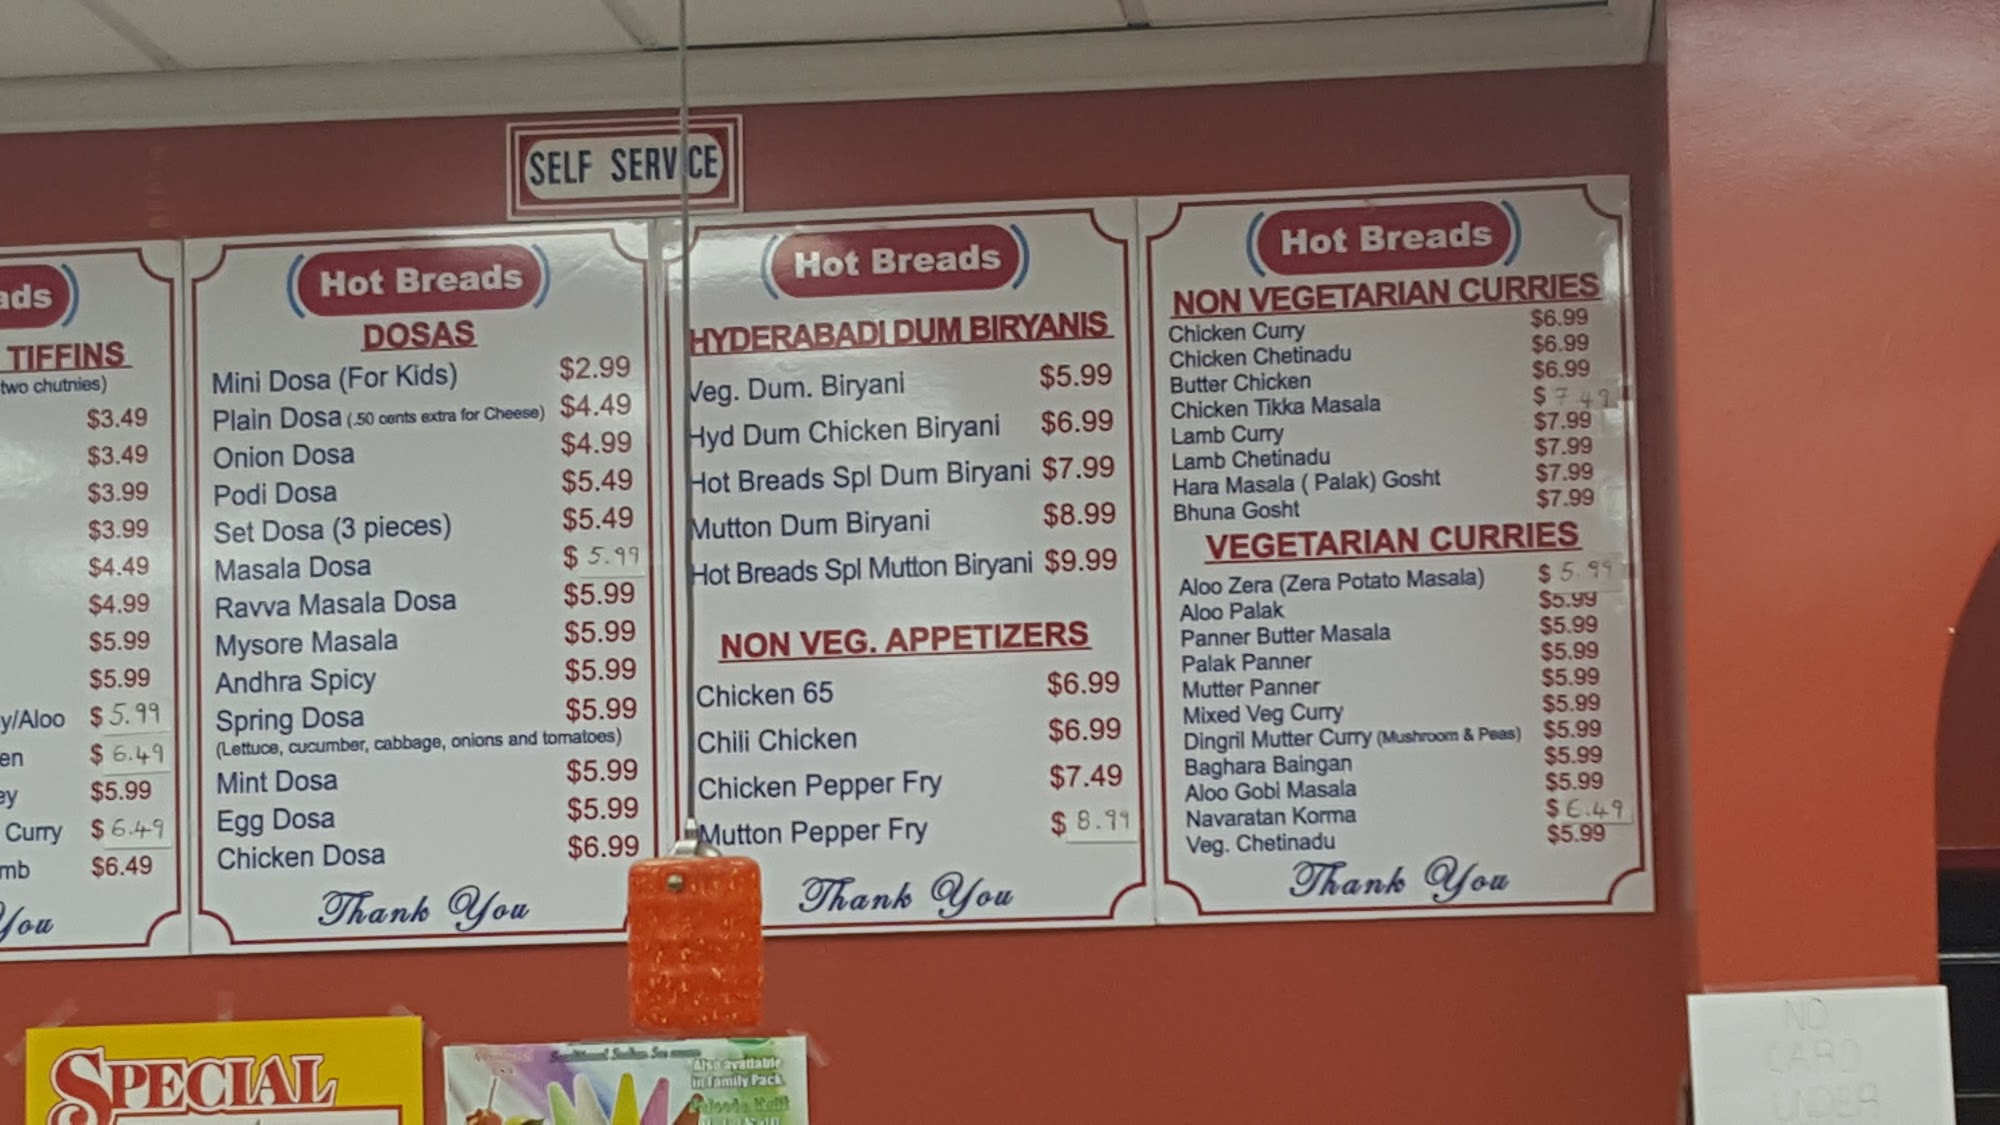 SELF SERVICE
ads
TIFFINS
two chutnies)
$3.49
$3.49
$3.99
$3.99
$4.49
$4.99
$5.99
$5.99
y/Aloo $ 5.99
en $ 6.49
ey $5.99
Curry $ 6.49
mb $6.49
You
Hot Breads
DOSAS
Mini Dosa (For Kids) $2.99
Plain Dosa (.50 cents extra for Cheese) $4.49
Onion Dosa $4.99
Podi Dosa $5.49
Set Dosa (3 pieces) $5.49
Masala Dosa $ 5.99
Ravva Masala Dosa $5.99
Mysore Masala $5.99
Andhra Spicy $5.99
Spring Dosa $5.99
(Lettuce, cucumber, cabbage, onions and tomatoes)
Mint Dosa $5.99
Egg Dosa $5.99
Chicken Dosa $6.99
Thank You
Hot Breads
HYDERABADI DUM BIRYANIS
Veg. Dum. Biryani $5.99
Hyd Dum Chicken Biryani $6.99
Hot Breads Spl Dum Biryani $7.99
Mutton Dum Biryani $8.99
Hot Breads Spl Mutton Biryani $9.99
NON VEG. APPETIZERS
Chicken 65 $6.99
Chili Chicken $6.99
Chicken Pepper Fry $7.49
Mutton Pepper Fry $ 8.99
Thank You
Hot Breads
NON VEGETARIAN CURRIES
Chicken Curry $6.99
Chicken Chetinadu $6.99
Butter Chicken $6.99
Chicken Tikka Masala $ 7.49
Lamb Curry $7.99
Lamb Chetinadu $7.99
Hara Masala ( Palak) Gosht $7.99
Bhuna Gosht $7.99
VEGETARIAN CURRIES
Aloo Zera (Zera Potato Masala) $ 5.99
Aloo Palak $5.99
Panner Butter Masala $5.99
Palak Panner $5.99
Mutter Panner $5.99
Mixed Veg Curry $5.99
Dingril Mutter Curry (Mushroom & Peas) $5.99
Baghara Baingan $5.99
Aloo Gobi Masala $5.99
Navaratan Korma $ 6.49
Veg. Chetinadu $5.99
Thank You
SPECIAL
Also available
in Family Pack
NO
CARD
UNDER